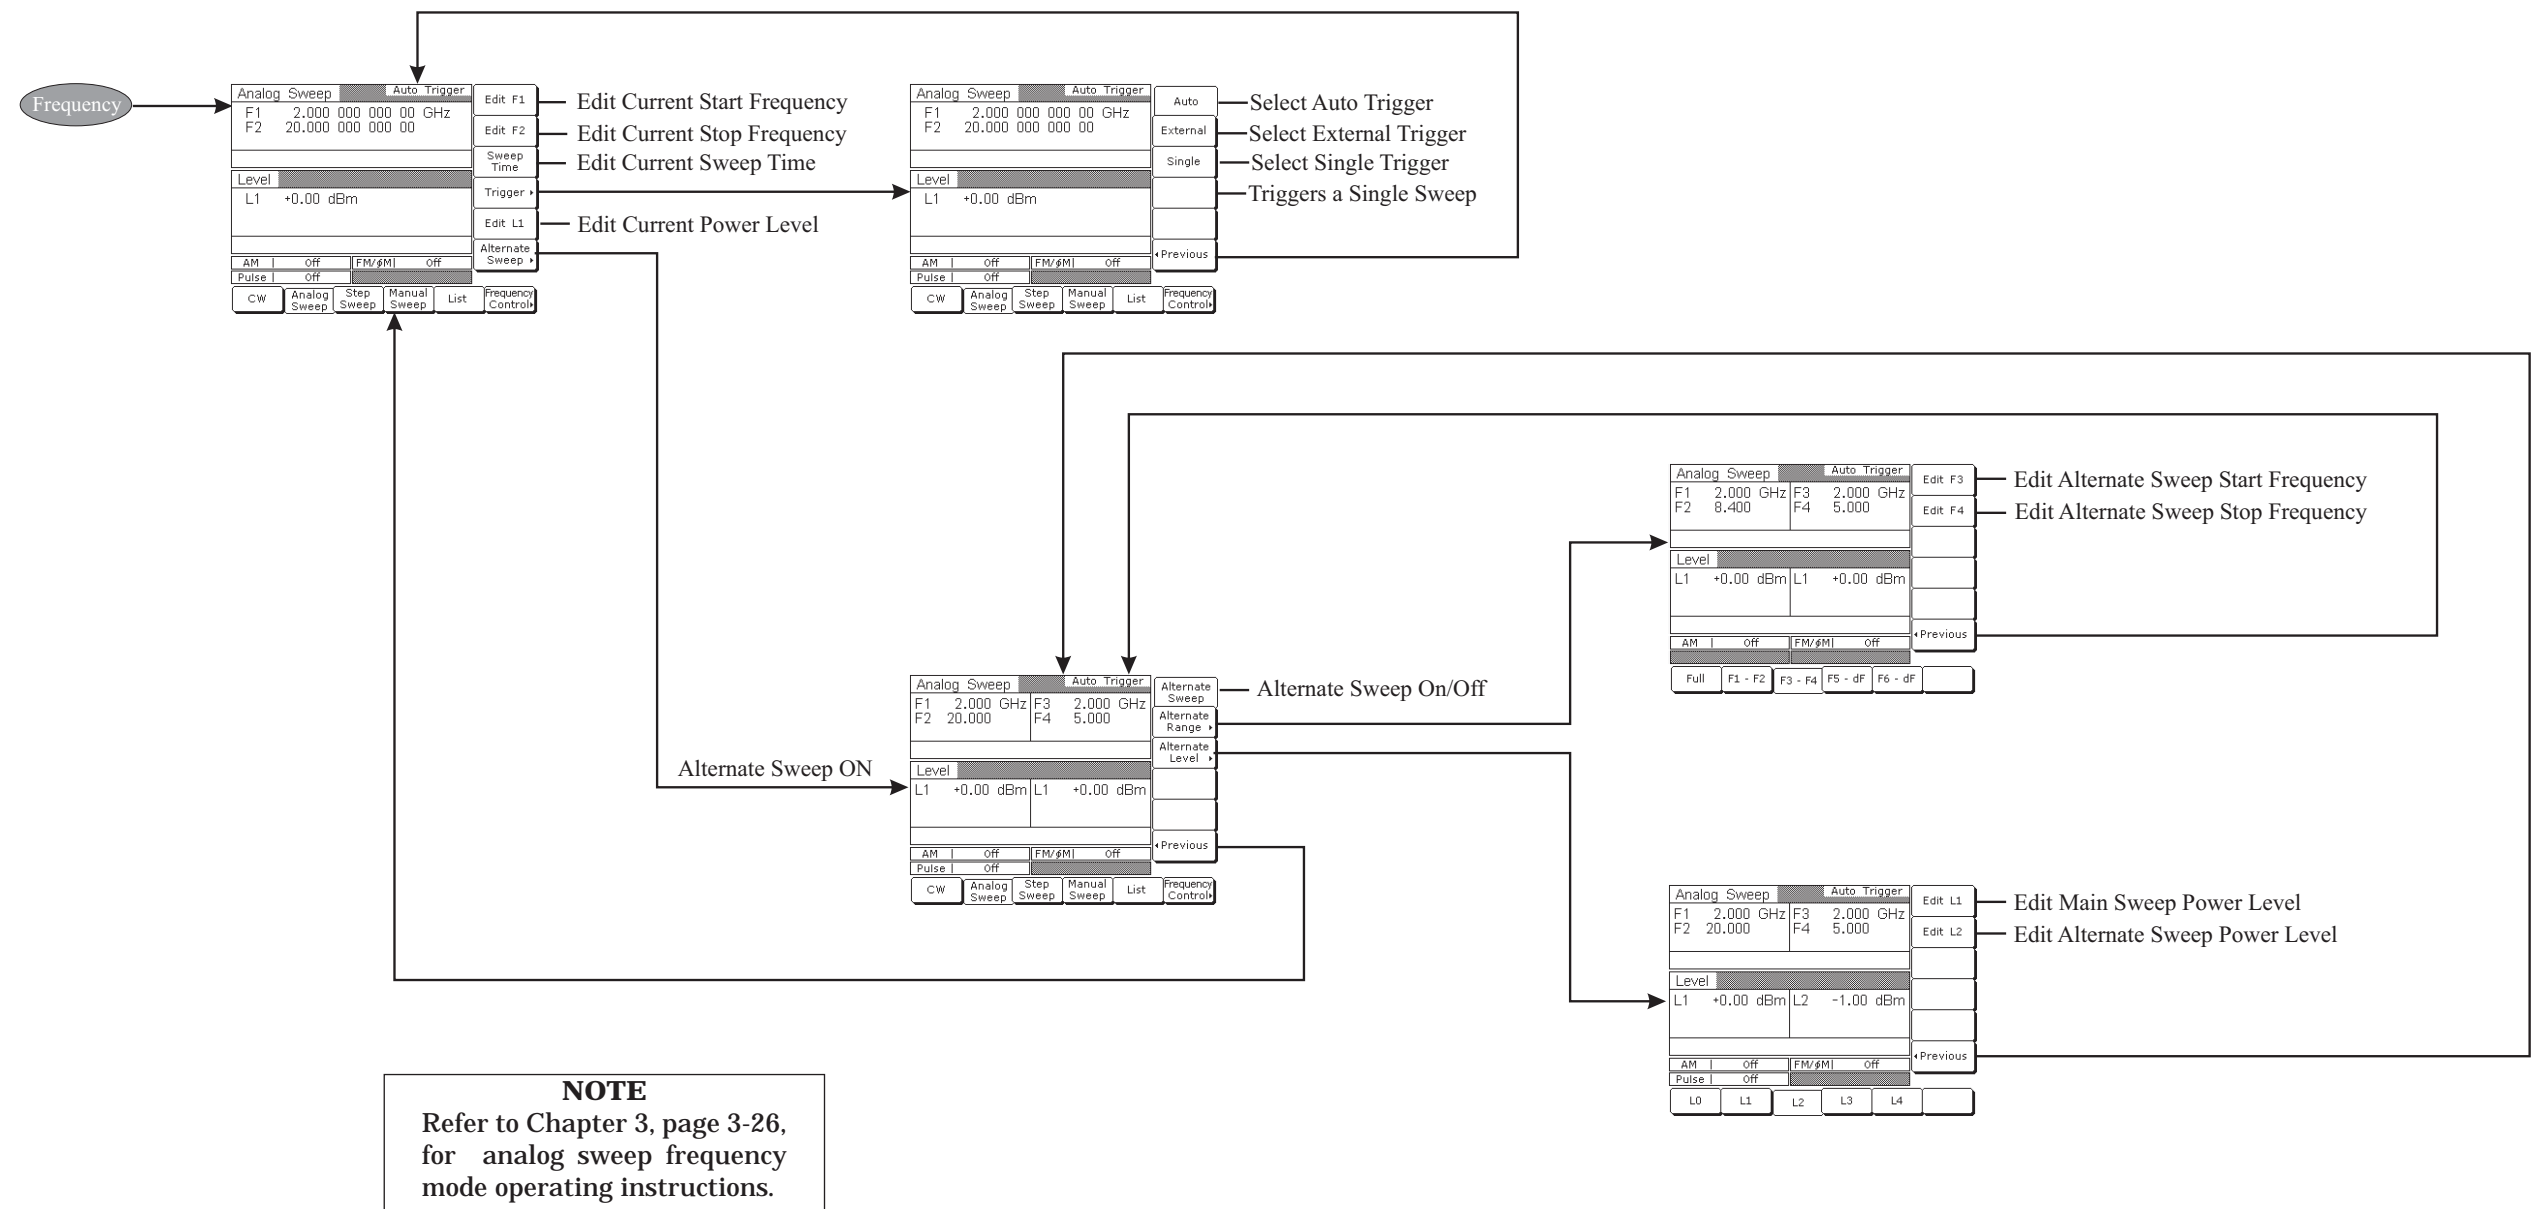 Frequency
Analog Sweep Auto Trigger
F1 2.000 000 000 00 GHz
F2 20.000 000 000 00
Level
L1 +0.00 dBm
AM | Off FM/ϕM| Off
Pulse | Off
CW
Analog
Sweep
Step
Sweep
Manual
Sweep
List
Frequency
Control
Edit F1
Edit F2
Sweep
Time
Trigger
Edit L1
Alternate
Sweep
Edit Current Start Frequency
Edit Current Stop Frequency
Edit Current Sweep Time
Edit Current Power Level
Analog Sweep Auto Trigger
F1 2.000 000 000 00 GHz
F2 20.000 000 000 00
Level
L1 +0.00 dBm
AM | Off FM/ϕM| Off
Pulse | Off
CW
Analog
Sweep
Step
Sweep
Manual
Sweep
List
Frequency
Control
Auto
External
Single
Previous
Select Auto Trigger
Select External Trigger
Select Single Trigger
Triggers a Single Sweep
Analog Sweep Auto Trigger
F1 2.000 GHz F3 2.000 GHz
F2 8.400 F4 5.000
Level
L1 +0.00 dBm L1 +0.00 dBm
AM | Off FM/ϕM| Off
Full
F1 - F2
F3 - F4
F5 - dF
F6 - dF
Edit F3
Edit F4
Previous
Edit Alternate Sweep Start Frequency
Edit Alternate Sweep Stop Frequency
Alternate Sweep ON
Analog Sweep Auto Trigger
F1 2.000 GHz F3 2.000 GHz
F2 20.000 F4 5.000
Level
L1 +0.00 dBm L1 +0.00 dBm
AM | Off FM/ϕM| Off
Pulse | Off
CW
Analog
Sweep
Step
Sweep
Manual
Sweep
List
Frequency
Control
Alternate
Sweep
Alternate
Range
Alternate
Level
Previous
Alternate Sweep On/Off
Analog Sweep Auto Trigger
F1 2.000 GHz F3 2.000 GHz
F2 20.000 F4 5.000
Level
L1 +0.00 dBm L2 -1.00 dBm
AM | Off FM/ϕM| Off
Pulse | Off
L0
L1
L2
L3
L4
Edit L1
Edit L2
Previous
Edit Main Sweep Power Level
Edit Alternate Sweep Power Level
NOTE
Refer to Chapter 3, page 3-26,
for analog sweep frequency
mode operating instructions.